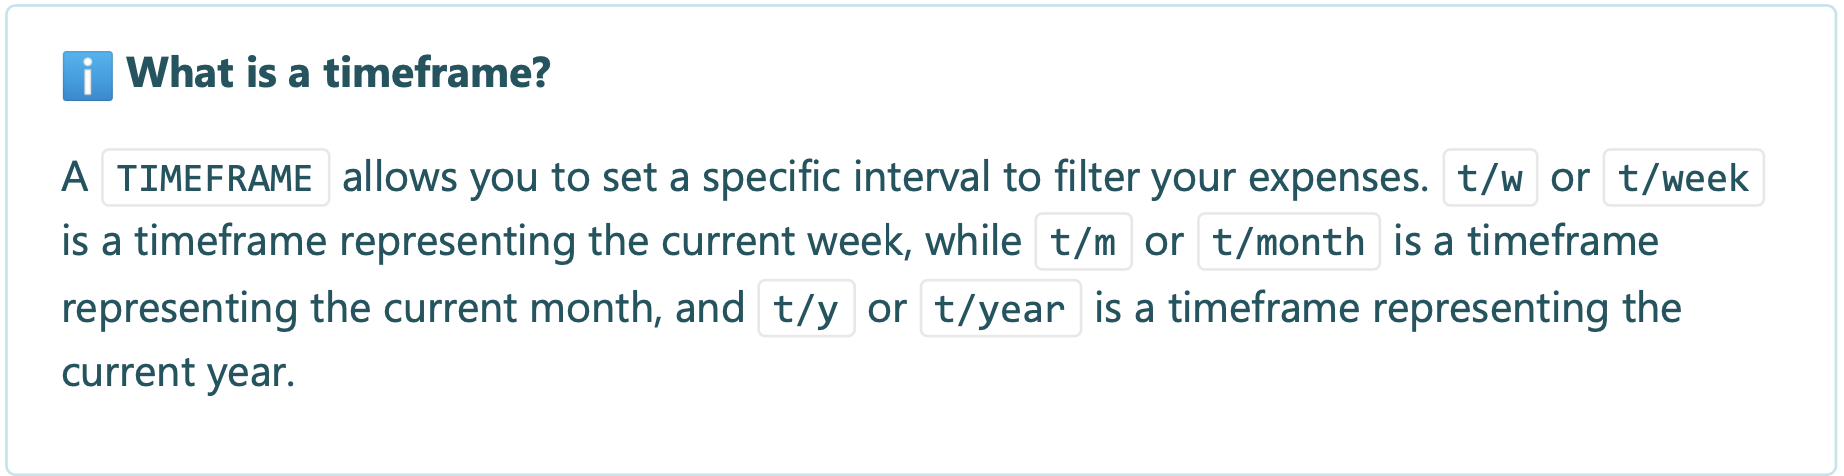 ℹ️ What is a timeframe?
A TIMEFRAME allows you to set a specific interval to filter your expenses. t/w or t/week
is a timeframe representing the current week, while t/m or t/month is a timeframe
representing the current month, and t/y or t/year is a timeframe representing the
current year.